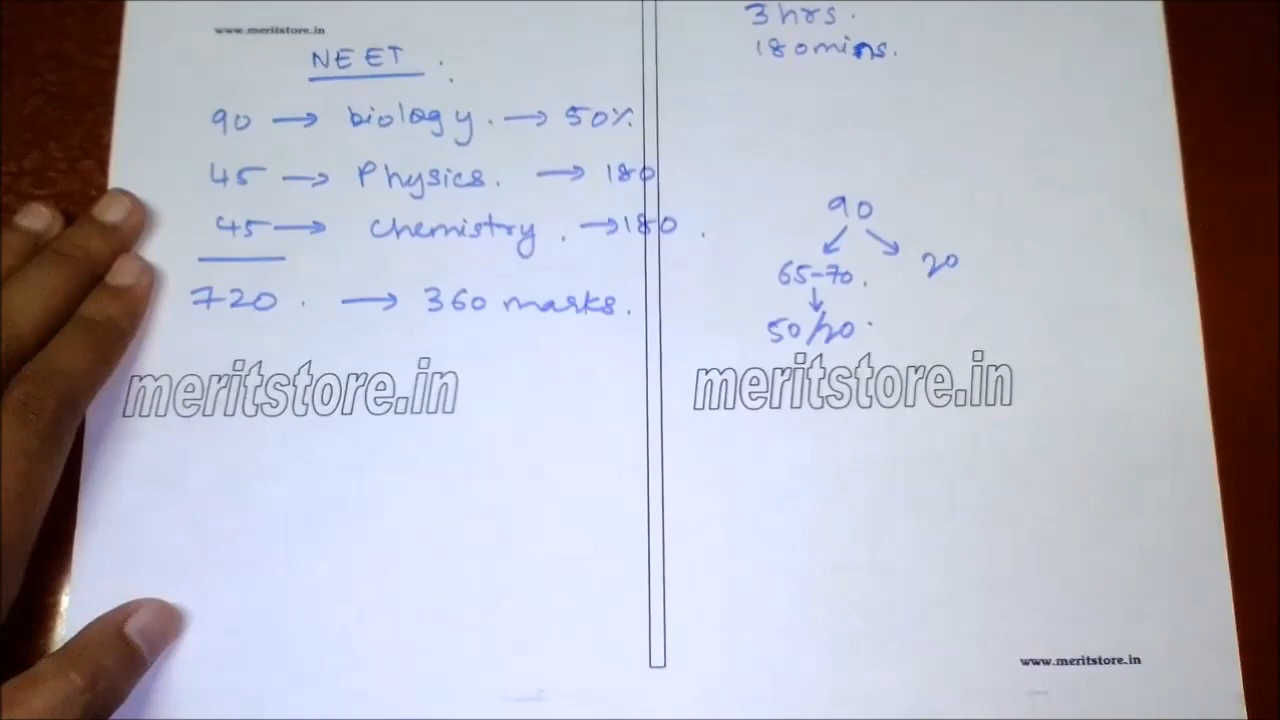 www.meritstore.in
NEET.
90 → biology. → 50%
45 → Physics. → 180
45 → chemistry. → 180.
720. → 360 marks.
meritstore.in
3 hrs.
180 mins.
90
65-70. 20
50/20.
meritstore.in
www.meritstore.in